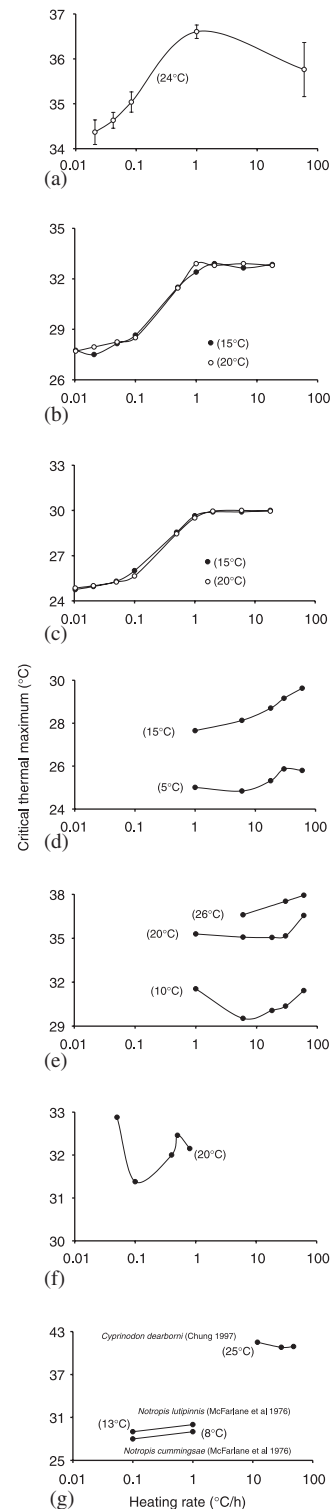 37
36
35
34
(24°C)
0.01 0.1 1 10 100
(a)
35
32
29
26
(15°C)
(20°C)
0.01 0.1 1 10 100
(b)
33
30
27
24
(15°C)
(20°C)
0.01 0.1 1 10 100
(c)
Critical thermal maximum (°C)
30
28
26
24
(15°C)
(5°C)
0.01 0.1 1 10 100
(d)
38
35
32
29
(26°C)
(20°C)
(10°C)
0.01 0.1 1 10 100
(e)
33
32
31
30
(20°C)
0.01 0.1 1 10 100
(f)
43
37
31
25
Cyprinodon dearborni (Chung 1997)
(25°C)
Notropis lutipinnis (McFarlane et al 1976)
(13°C)
(8°C)
Notropis cummingsae (McFarlane et al 1976)
0.01 0.1 1 10 100
(g)
Heating rate (°C/h)